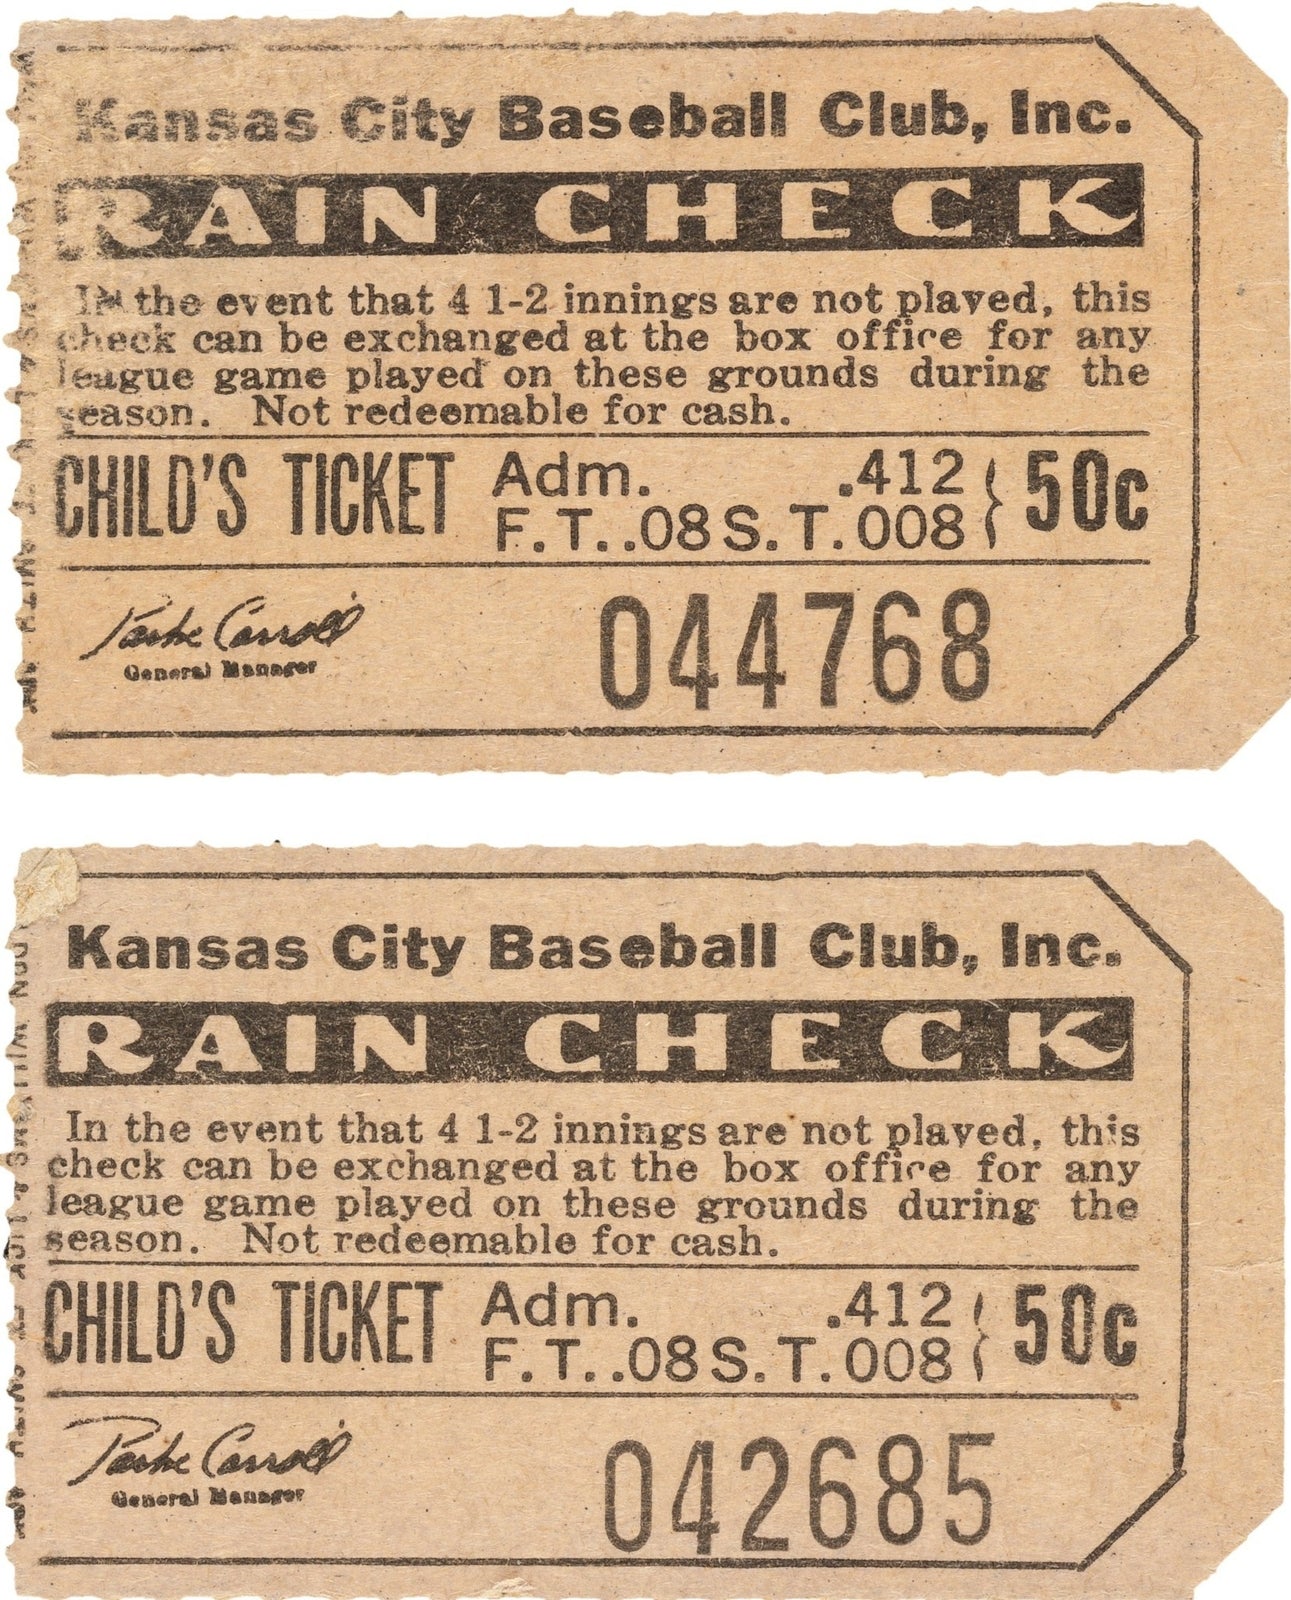 Kansas City Baseball Club, Inc.
RAIN CHECK
In the event that 4 1-2 innings are not played, this
check can be exchanged at the box office for any
league game played on these grounds during the
season. Not redeemable for cash.
CHILD'S TICKET Adm. .412 } 50c
F.T. .08 S.T. 008
Parke Carroll
General Manager
044768
Kansas City Baseball Club, Inc.
RAIN CHECK
In the event that 4 1-2 innings are not played, this
check can be exchanged at the box office for any
league game played on these grounds during the
season. Not redeemable for cash.
CHILD'S TICKET Adm. .412 } 50c
F.T. .08 S.T. 008
Parke Carroll
General Manager
042685